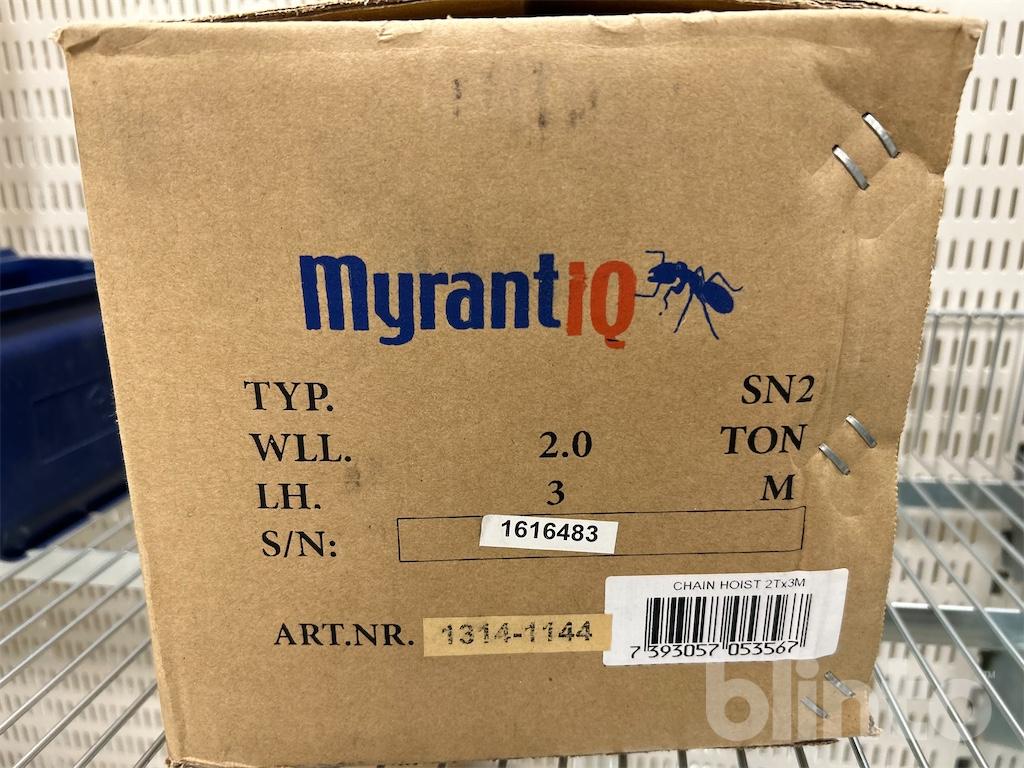 MyrantIQ
TYP. SN2
WLL. 2.0 TON
LH. 3 M
S/N: 1616483
CHAIN HOIST 2Tx3M
ART.NR. 1314-1144
7 393057 053567
blinto™